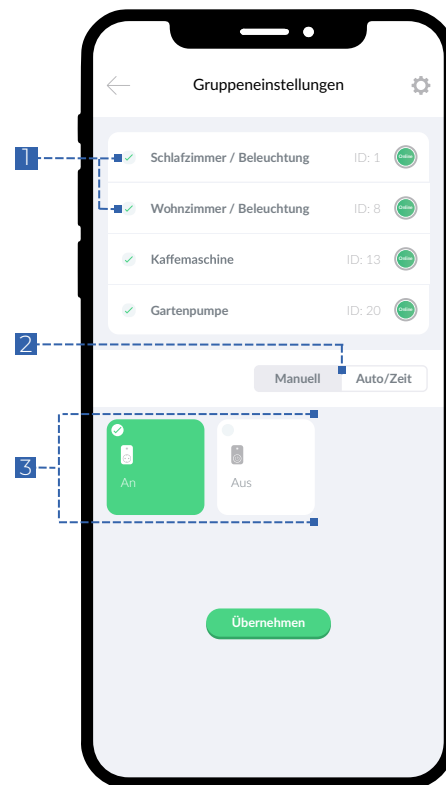 Gruppeneinstellungen
1
Schlafzimmer / Beleuchtung ID: 1 Online
Wohnzimmer / Beleuchtung ID: 8 Online
Kaffemaschine ID: 13 Online
Gartenpumpe ID: 20 Online
2
Manuell Auto/Zeit
3
An Aus
Übernehmen